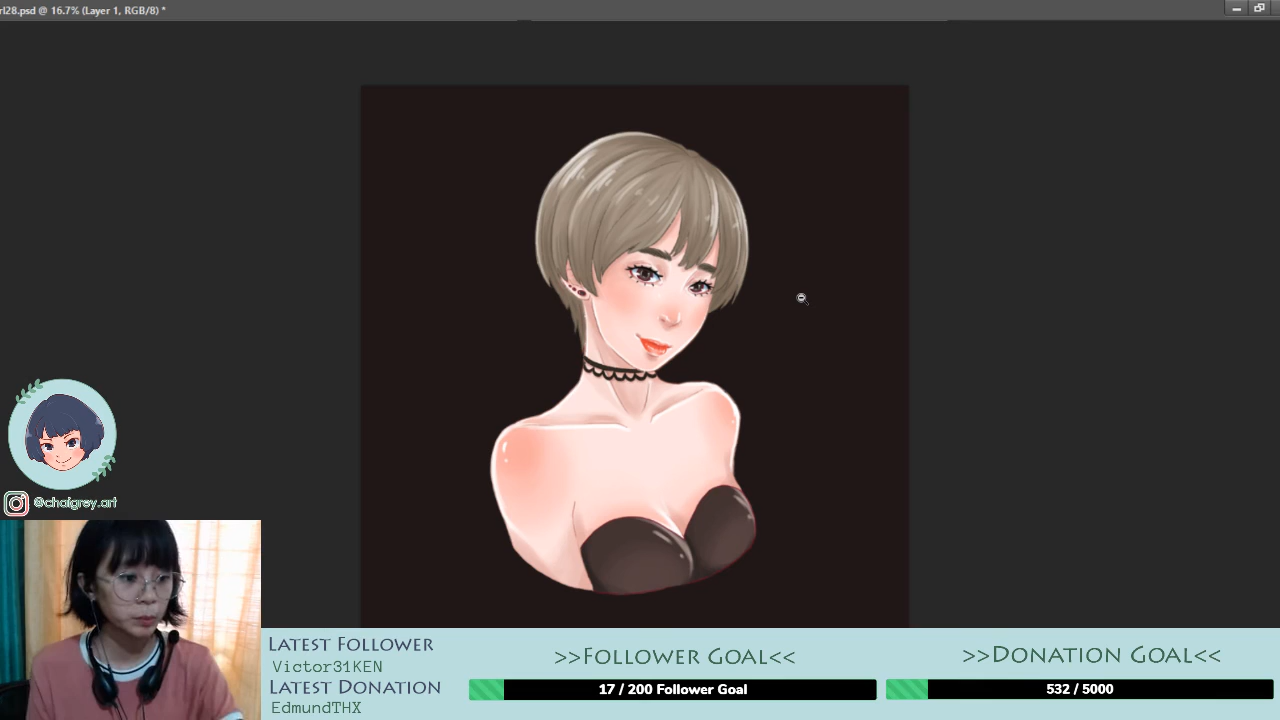 rl28.psd @ 16.7% (Layer 1, RGB/8) *
@chaigrey.art
Latest Follower
Victor31KEN
Latest Donation
EdmundTHX
>>Follower Goal<<
17 / 200 Follower Goal
>>Donation Goal<<
532 / 5000